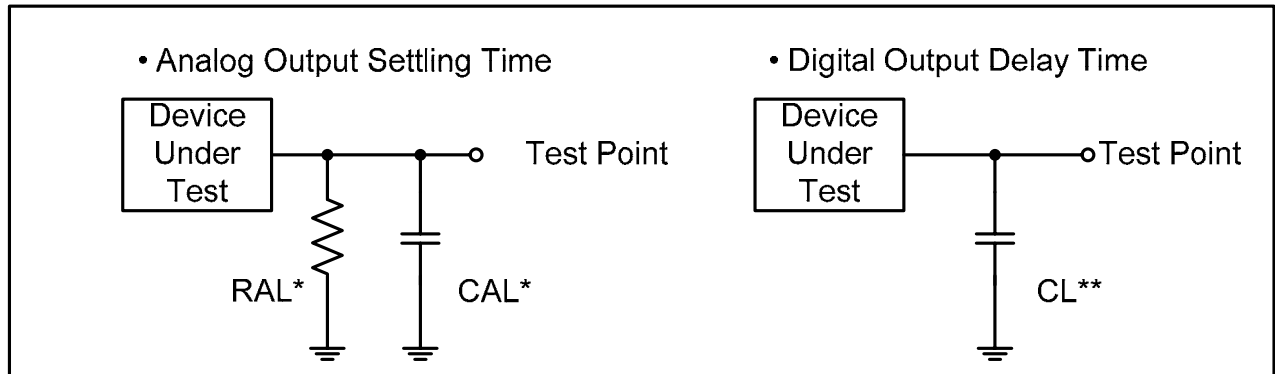 • Analog Output Settling Time
Device
Under
Test
Test Point
RAL*
CAL*
• Digital Output Delay Time
Device
Under
Test
Test Point
CL**